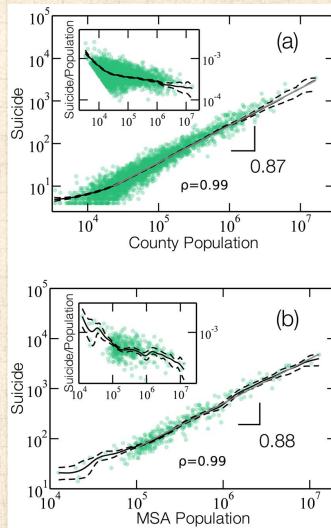 (a)
Suicide/Population
10^-3
10^-4
10^4 10^5 10^6 10^7
Suicide
10^5
10^4
10^3
10^2
10^1
0.87
ρ=0.99
10^4 10^5 10^6 10^7
County Population
(b)
Suicide/Population
10^-3
10^4 10^5 10^6 10^7
Suicide
10^5
10^4
10^3
10^2
10^1
0.88
ρ=0.99
10^4 10^5 10^6 10^7
MSA Population